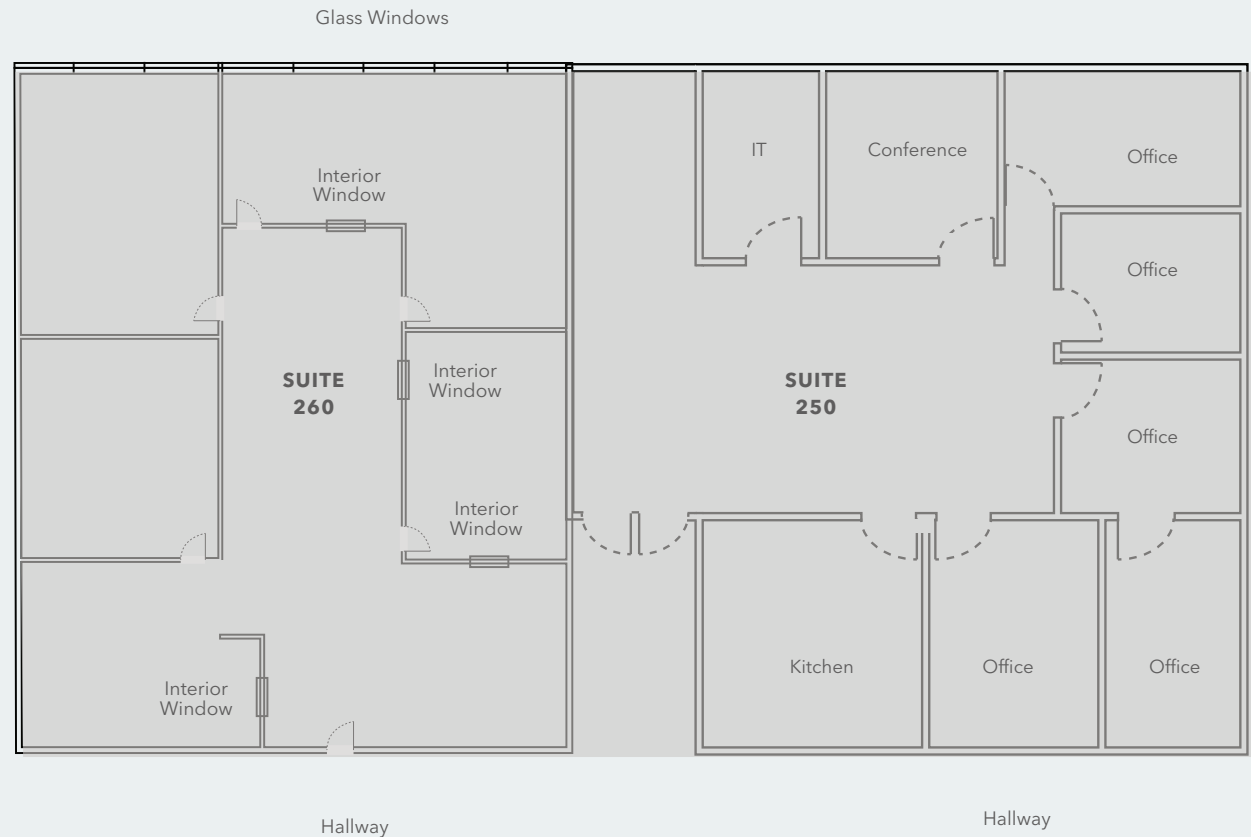 Glass Windows
IT
Conference
Office
Interior
Window
Office
SUITE
260
Interior
Window
SUITE
250
Office
Interior
Window
Interior
Window
Kitchen
Office
Office
Hallway
Hallway